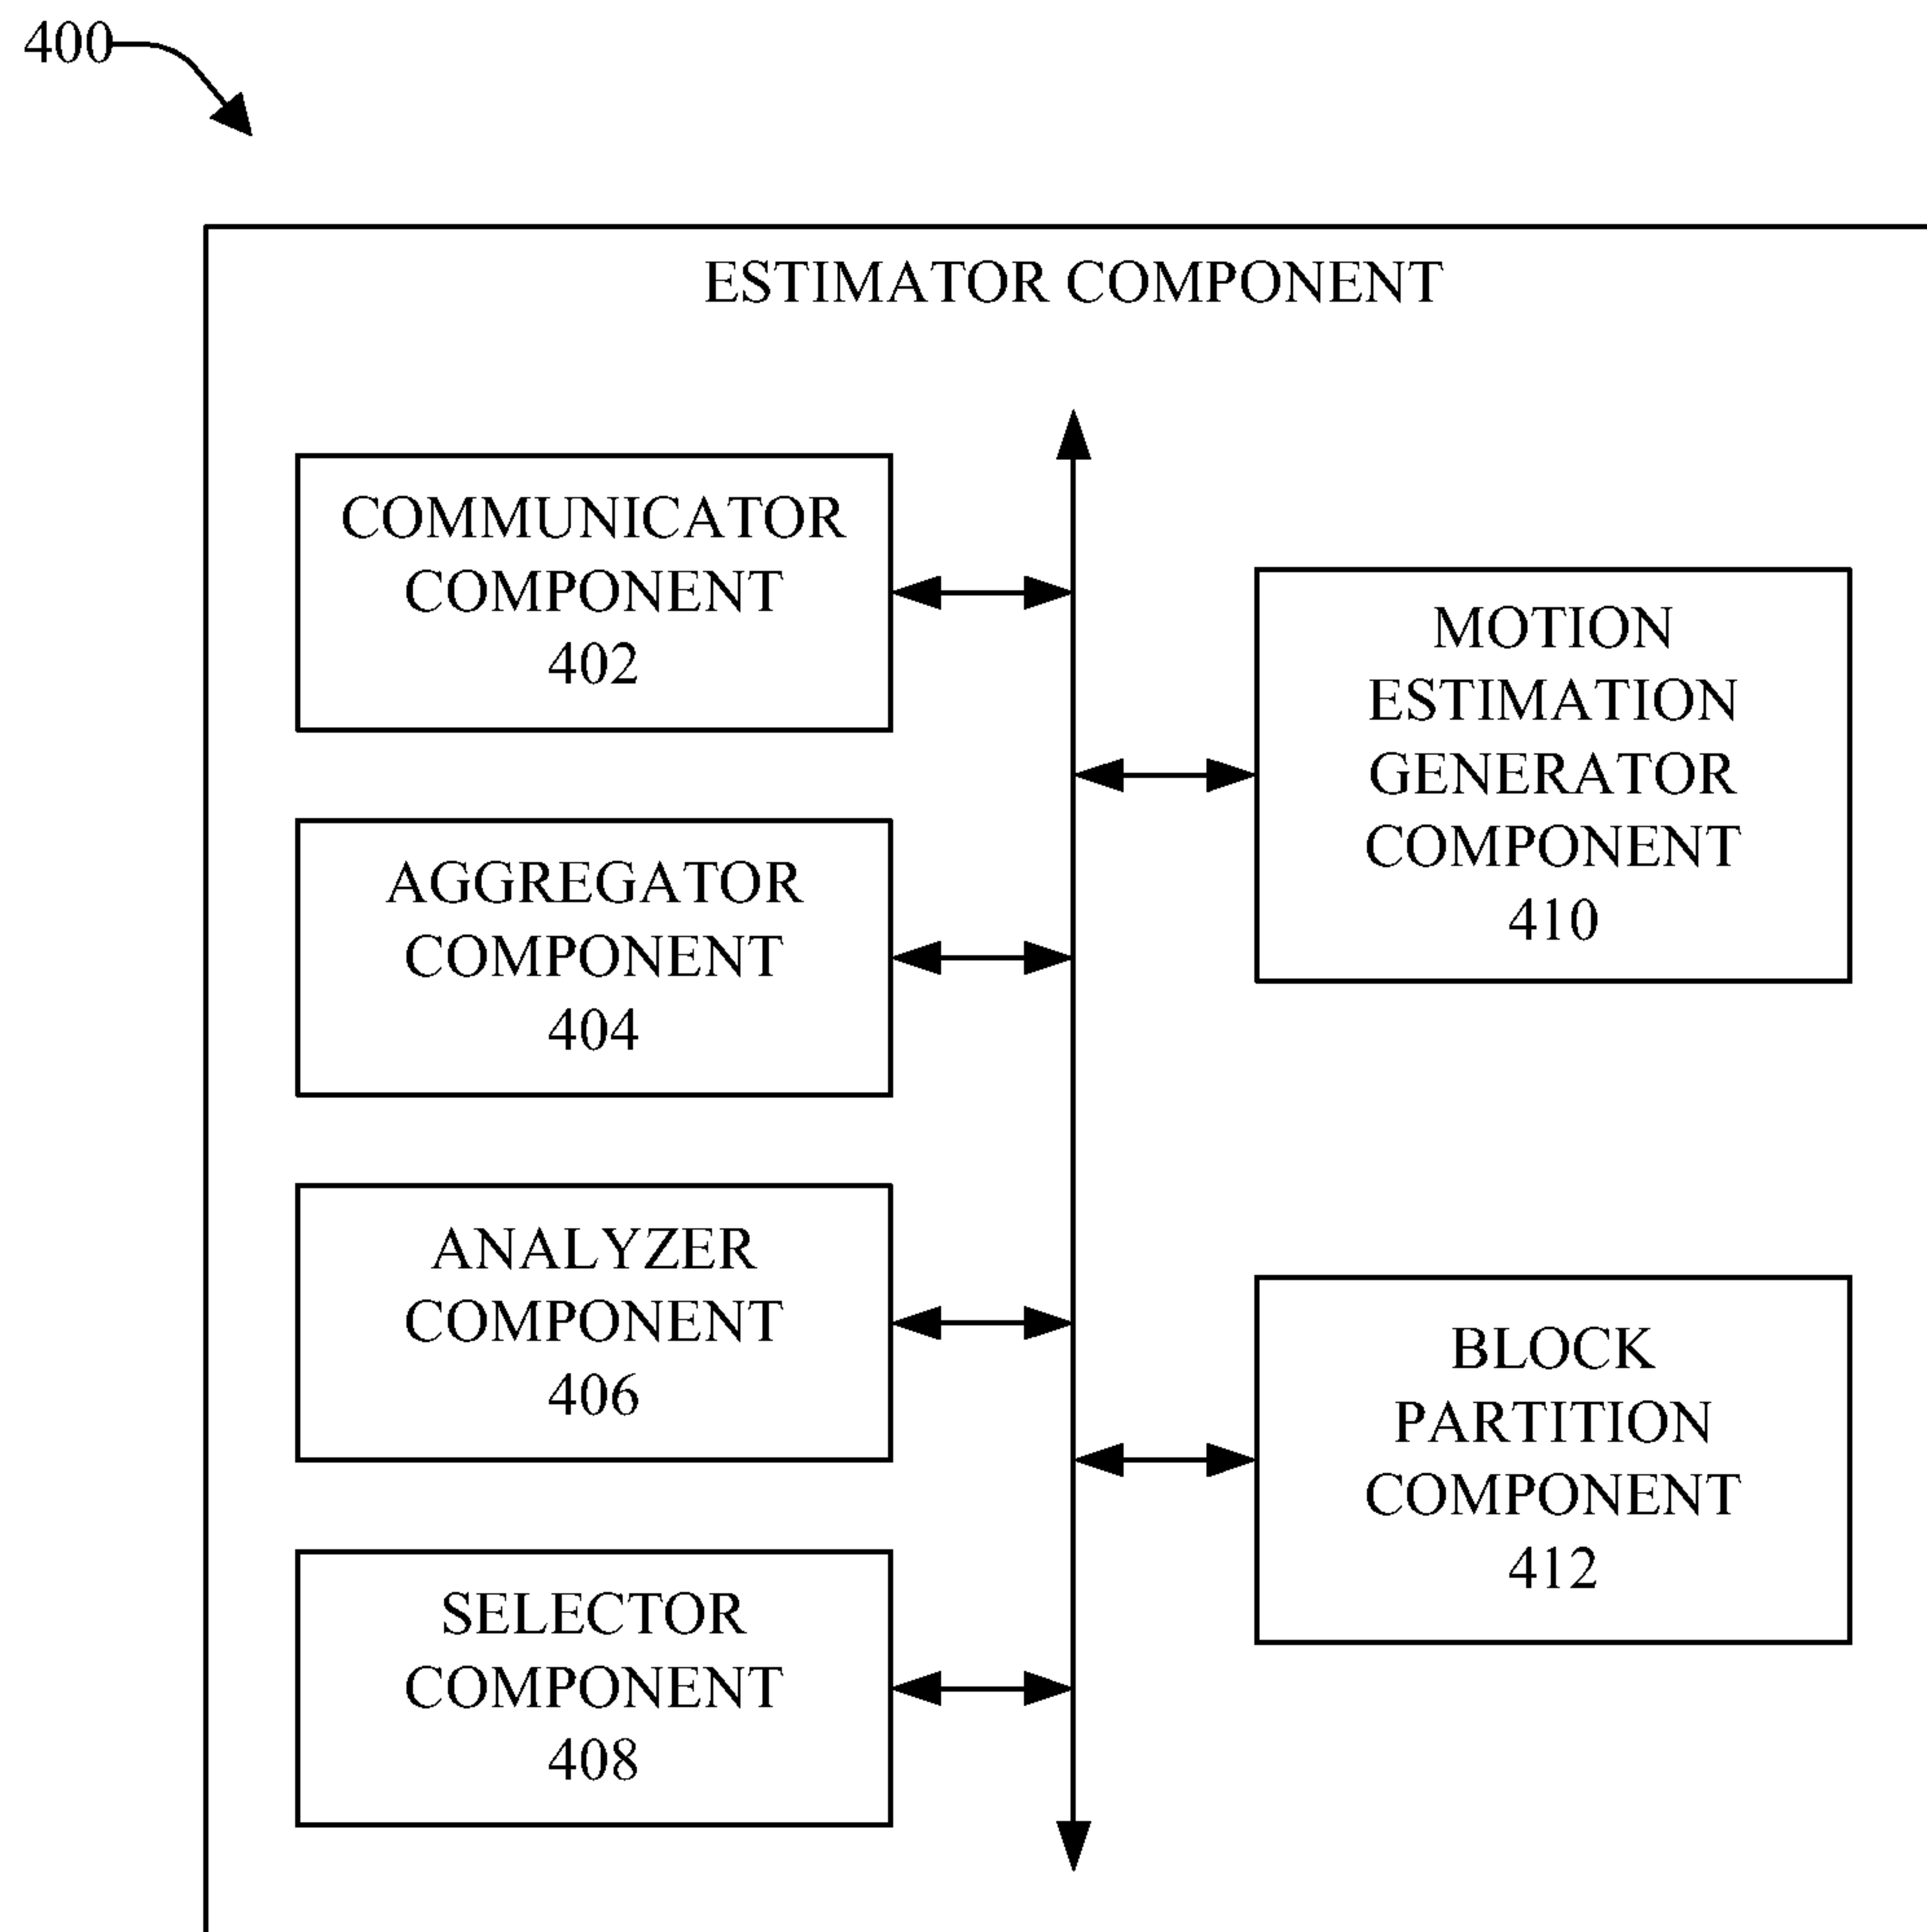 400
ESTIMATOR COMPONENT
COMMUNICATOR
COMPONENT
402
AGGREGATOR
COMPONENT
404
ANALYZER
COMPONENT
406
SELECTOR
COMPONENT
408
MOTION
ESTIMATION
GENERATOR
COMPONENT
410
BLOCK
PARTITION
COMPONENT
412